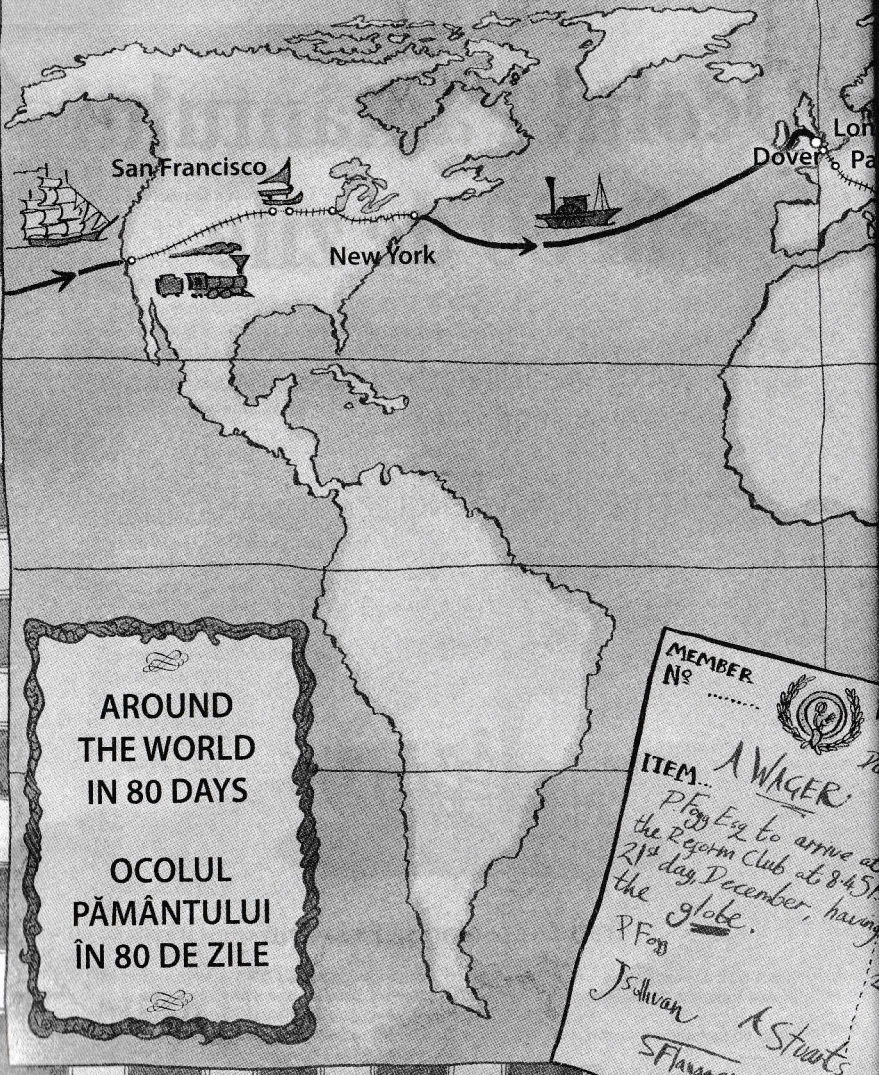 San Francisco
New York
Dover
Lon
Pa
AROUND
THE WORLD
IN 80 DAYS
OCOLUL
PĂMÂNTULUI
ÎN 80 DE ZILE
MEMBER
Nº ........
ITEM... A WAGER:
P Fogg Esq to arrive at
the Reform Club at 8.45
21st day, December, having
the globe.
P Fogg
J Sullivan
A Stuart